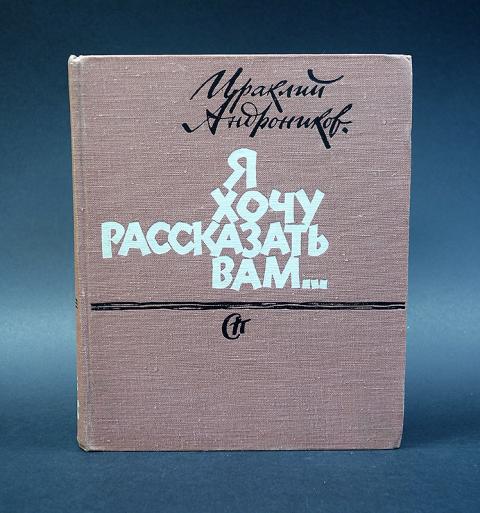 Ираклий
Андроников.
Я
ХОЧУ
РАССКАЗАТЬ
ВАМ...
СП